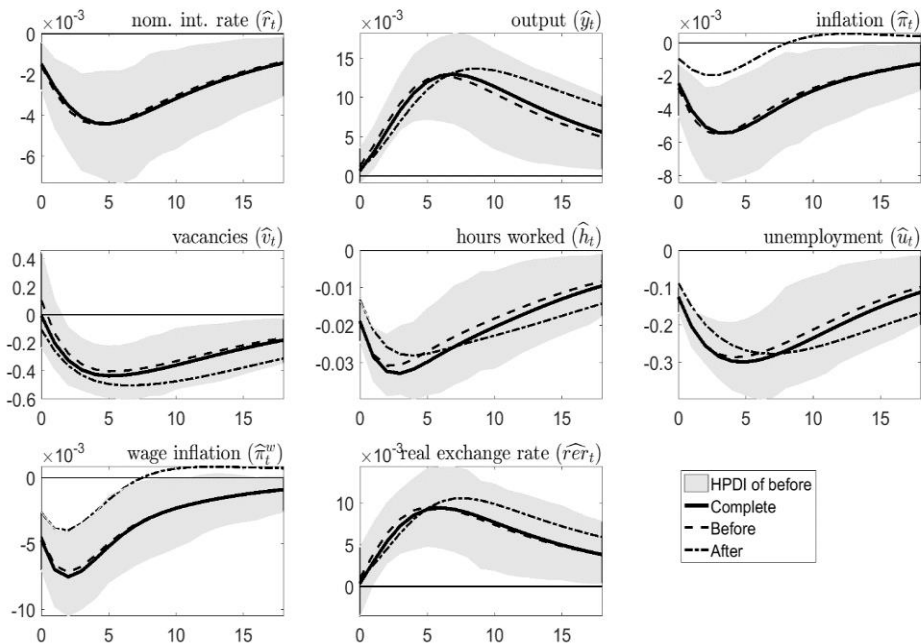 ×10⁻³ nom. int. rate (r̂ₜ)
0
-2
-4
-6
0 5 10 15
×10⁻³ output (ŷₜ)
15
10
5
0
0 5 10 15
×10⁻³ inflation (π̂ₜ)
0
-2
-4
-6
-8
0 5 10 15
vacancies (v̂ₜ)
0.4
0.2
0
-0.2
-0.4
-0.6
0 5 10 15
hours worked (ĥₜ)
0
-0.01
-0.02
-0.03
0 5 10 15
unemployment (ûₜ)
0
-0.1
-0.2
-0.3
0 5 10 15
×10⁻³ wage inflation (π̂ₜʷ)
0
-5
-10
0 5 10 15
×10⁻³ real exchange rate (r̂erₜ)
10
5
0
0 5 10 15
HPDI of before
Complete
Before
After